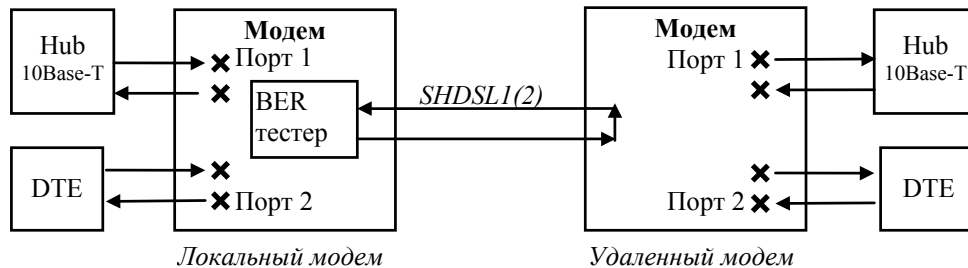 Hub
10Base-T
Модем
Порт 1
BER
тестер
DTE
Порт 2
Локальный модем
SHDSL1(2)
Модем
Порт 1
Порт 2
Удаленный модем
Hub
10Base-T
DTE